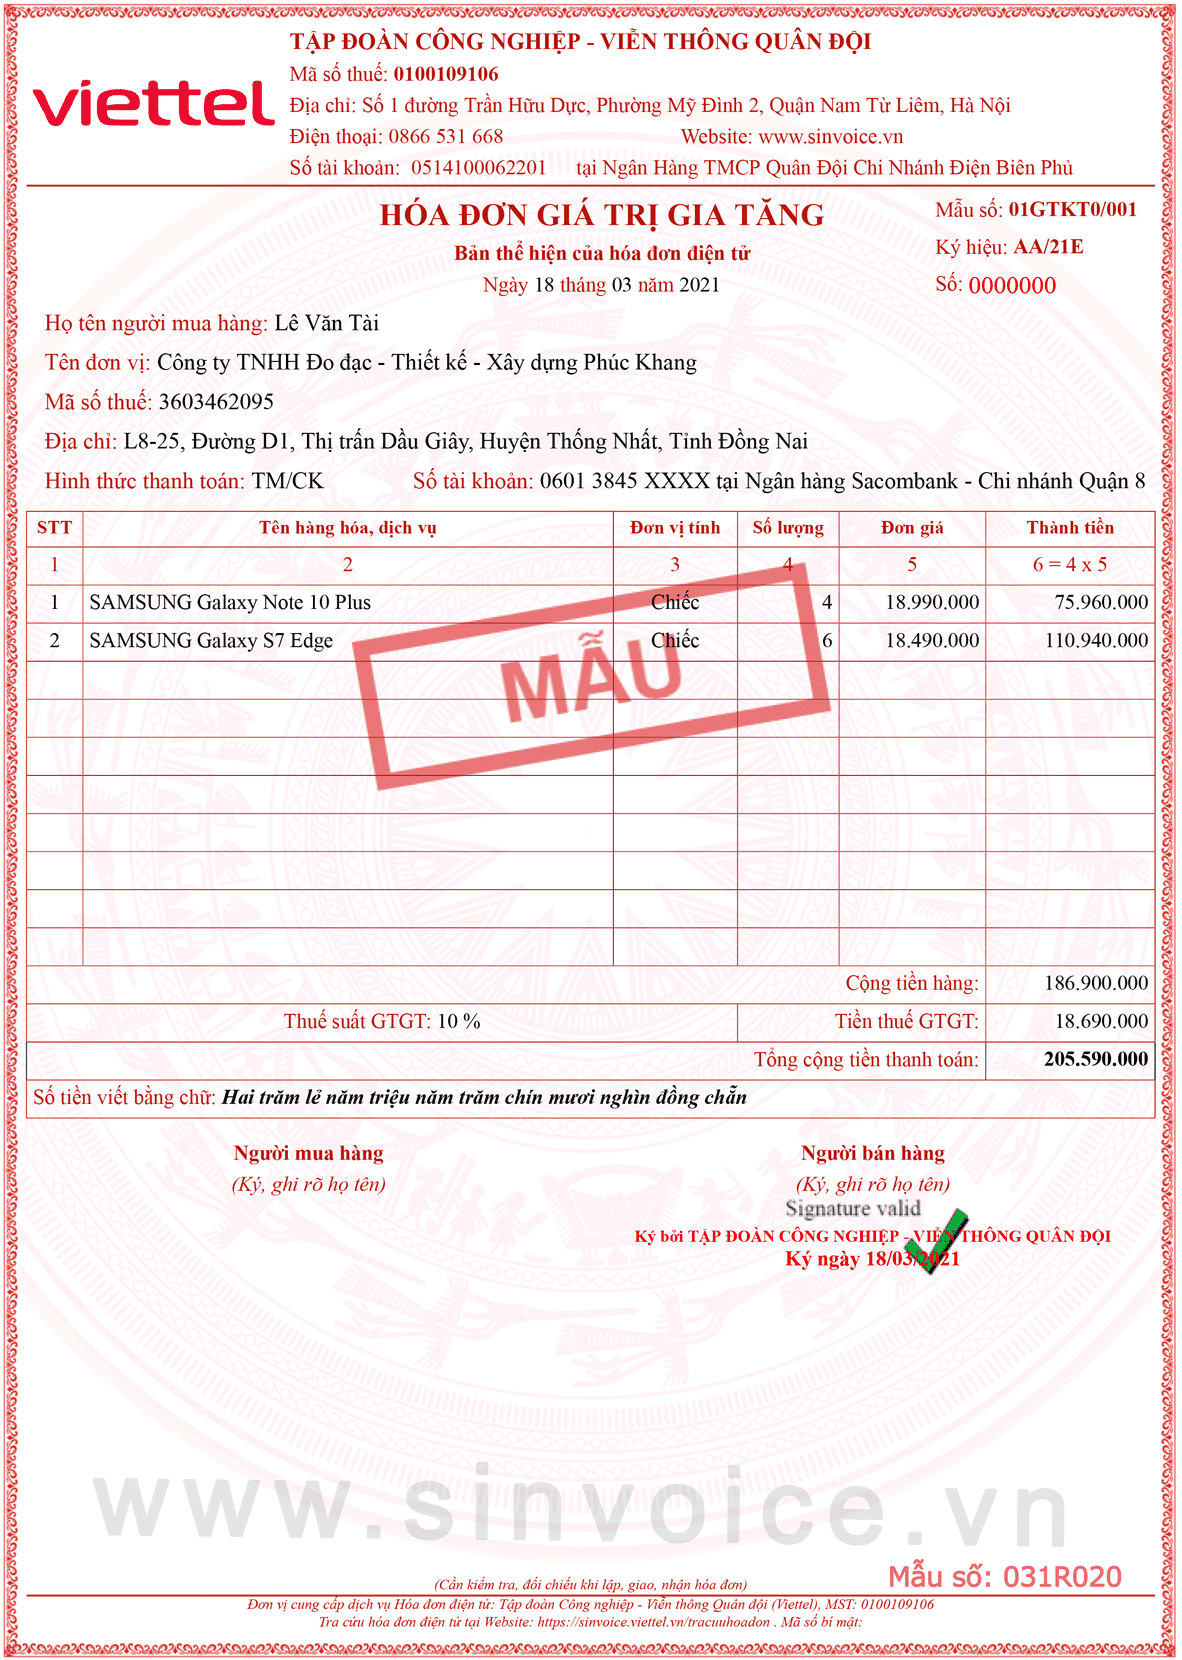 TẬP ĐOÀN CÔNG NGHIỆP - VIỄN THÔNG QUÂN ĐỘI
viettel
Mã số thuế: 0100109106
Địa chỉ: Số 1 đường Trần Hữu Dực, Phường Mỹ Đình 2, Quận Nam Từ Liêm, Hà Nội
Điện thoại: 0866 531 668 Website: www.sinvoice.vn
Số tài khoản: 0514100062201 tại Ngân Hàng TMCP Quân Đội Chi Nhánh Điện Biên Phủ
HÓA ĐƠN GIÁ TRỊ GIA TĂNG
Mẫu số: 01GTKT0/001
Bản thể hiện của hóa đơn điện tử
Ký hiệu: AA/21E
Ngày 18 tháng 03 năm 2021
Số: 0000000
Họ tên người mua hàng: Lê Văn Tài
Tên đơn vị: Công ty TNHH Đo đạc - Thiết kế - Xây dựng Phúc Khang
Mã số thuế: 3603462095
Địa chỉ: L8-25, Đường D1, Thị trấn Dầu Giây, Huyện Thống Nhất, Tỉnh Đồng Nai
Hình thức thanh toán: TM/CK Số tài khoản: 0601 3845 XXXX tại Ngân hàng Sacombank - Chi nhánh Quận 8
STT Tên hàng hóa, dịch vụ Đơn vị tính Số lượng Đơn giá Thành tiền
1 2 3 4 5 6 = 4 x 5
1 SAMSUNG Galaxy Note 10 Plus Chiếc 4 18.990.000 75.960.000
2 SAMSUNG Galaxy S7 Edge Chiếc 6 18.490.000 110.940.000
MẪU
Cộng tiền hàng: 186.900.000
Thuế suất GTGT: 10 % Tiền thuế GTGT: 18.690.000
Tổng cộng tiền thanh toán: 205.590.000
Số tiền viết bằng chữ: Hai trăm lẻ năm triệu năm trăm chín mươi nghìn đồng chẵn
Người mua hàng Người bán hàng
(Ký, ghi rõ họ tên) (Ký, ghi rõ họ tên)
Signature valid
Ký bởi TẬP ĐOÀN CÔNG NGHIỆP - VIỄN THÔNG QUÂN ĐỘI
Ký ngày 18/03/2021
www.sinvoice.vn
Mẫu số: 031R020
(Cần kiểm tra, đối chiếu khi lập, giao, nhận hóa đơn)
Đơn vị cung cấp dịch vụ Hóa đơn điện tử: Tập đoàn Công nghiệp - Viễn thông Quân đội (Viettel), MST: 0100109106
Tra cứu hóa đơn điện tử tại Website: https://sinvoice.viettel.vn/tracuuhoadon . Mã số bí mật: